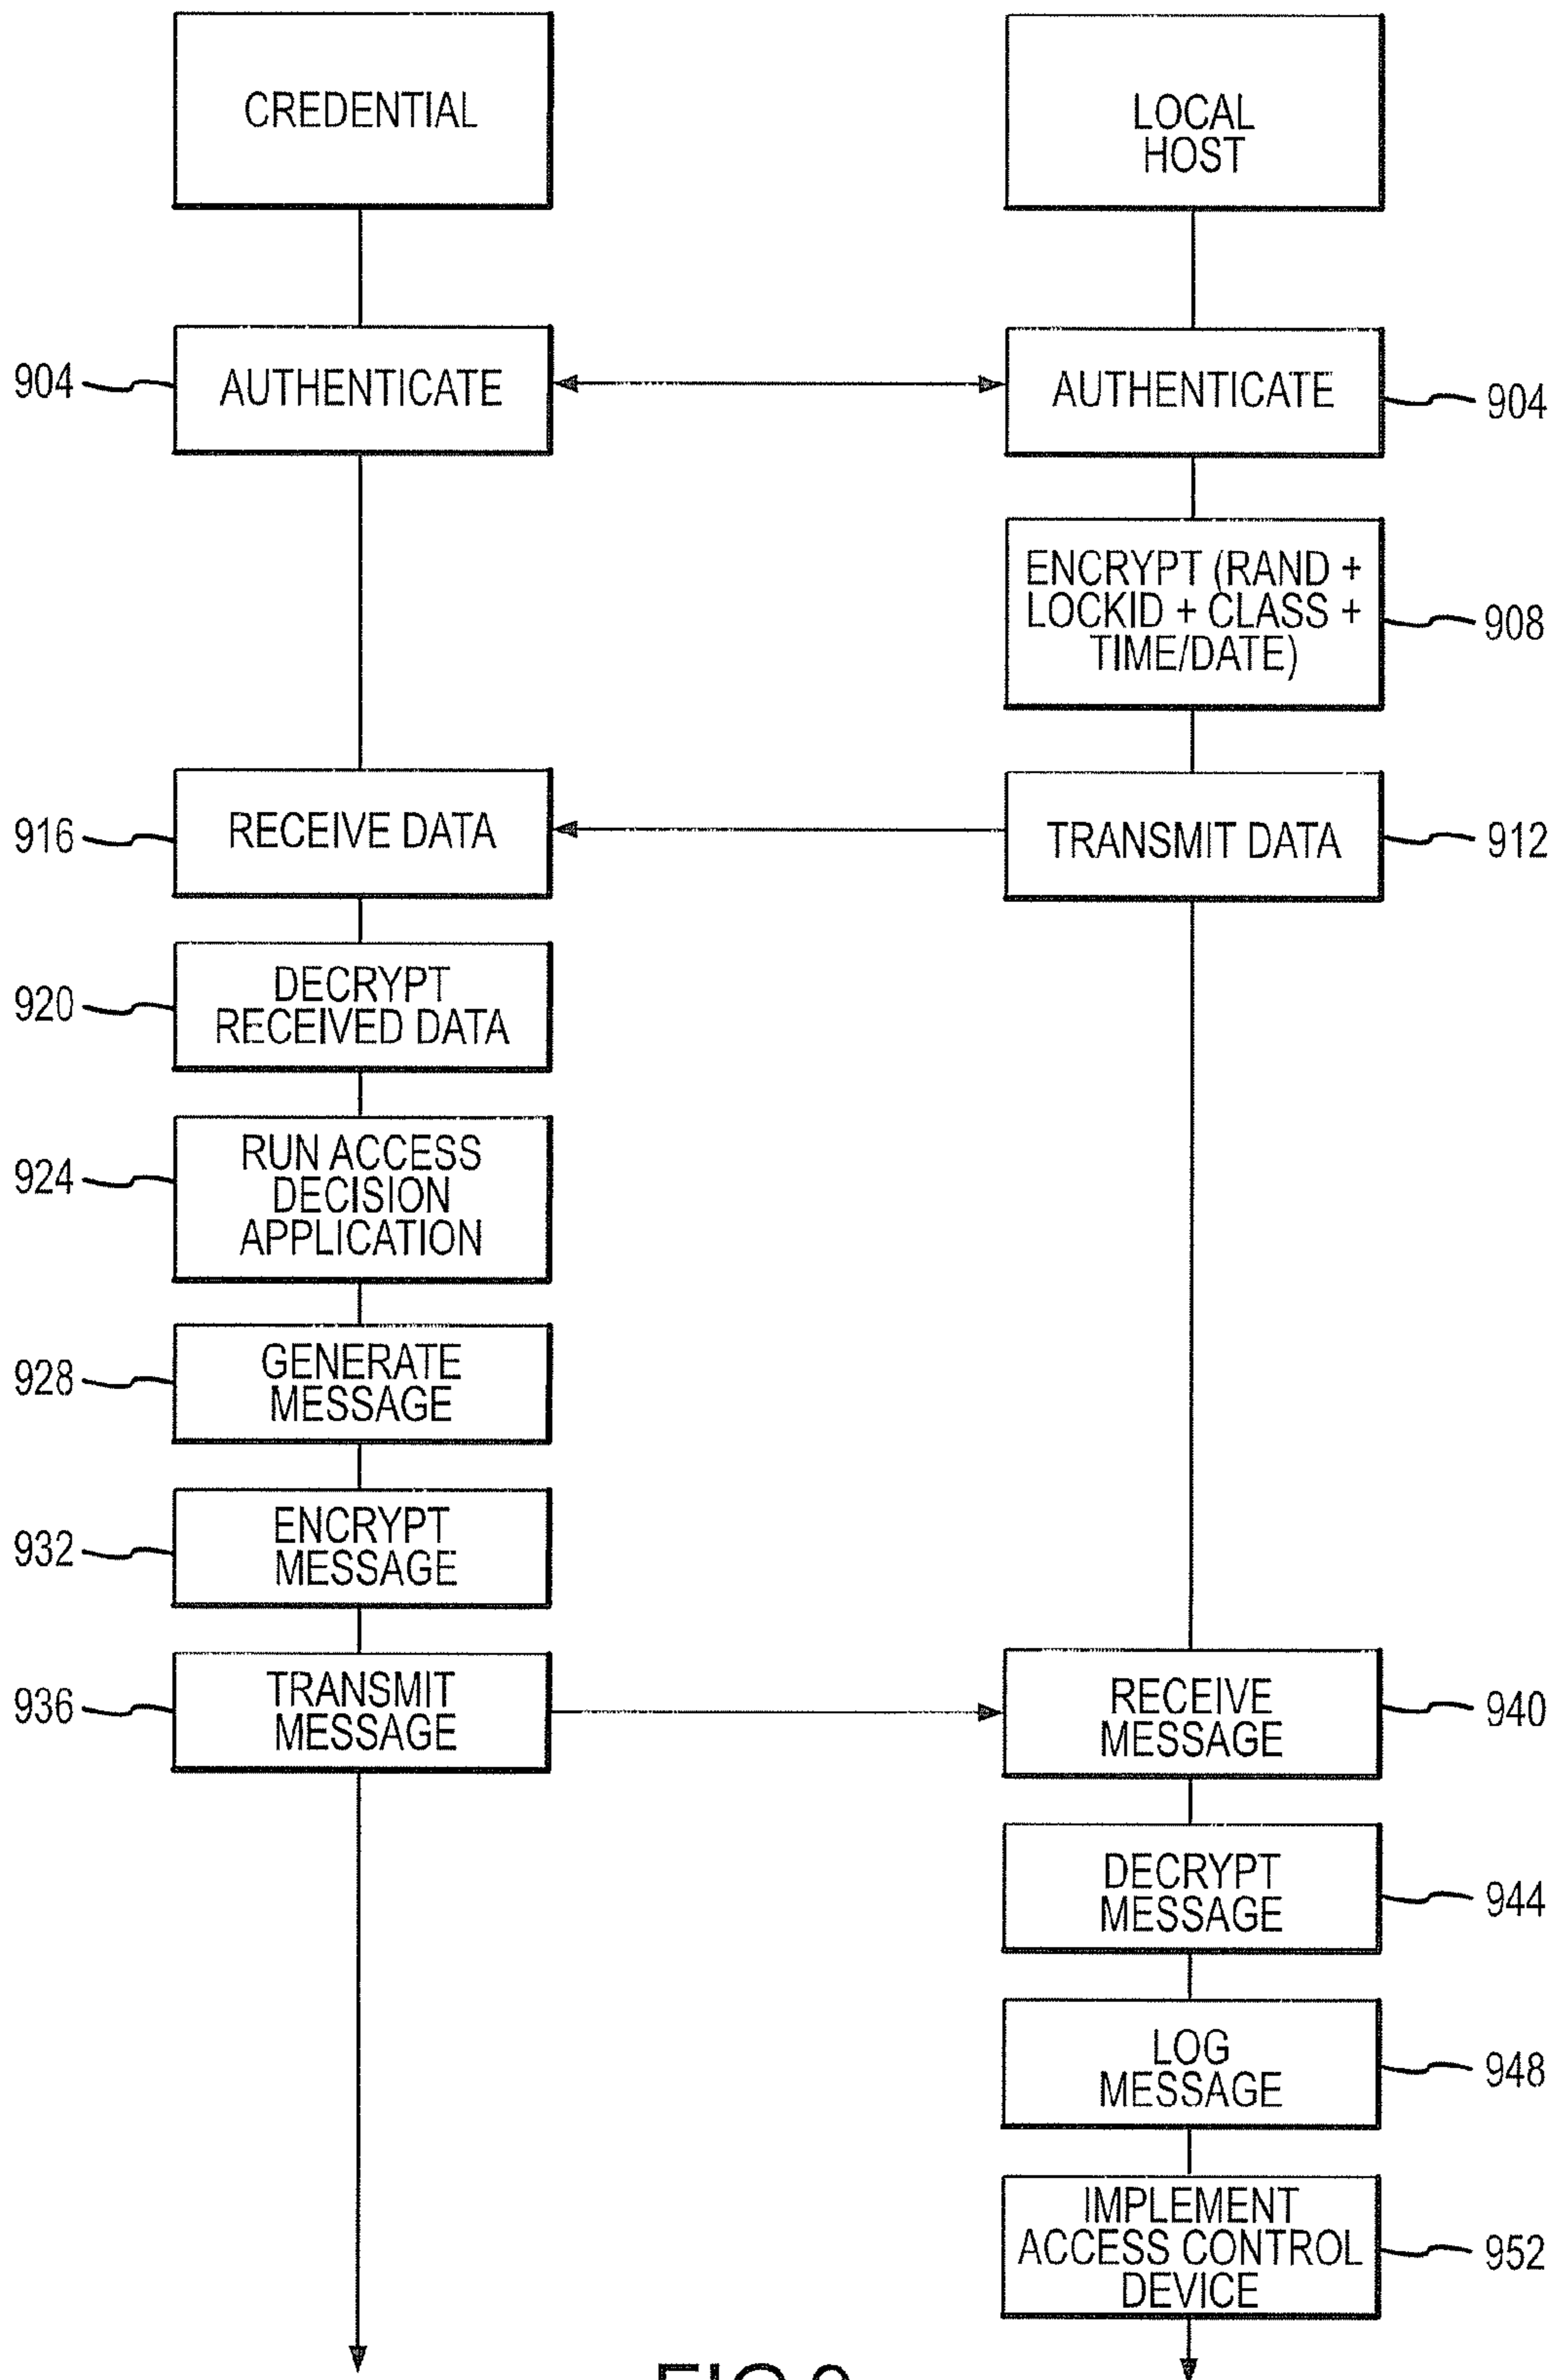 CREDENTIAL
LOCAL
HOST
904
AUTHENTICATE
AUTHENTICATE
904
ENCRYPT (RAND +
LOCKID + CLASS +
TIME/DATE)
908
916
RECEIVE DATA
TRANSMIT DATA
912
920
DECRYPT
RECEIVED DATA
924
RUN ACCESS
DECISION
APPLICATION
928
GENERATE
MESSAGE
932
ENCRYPT
MESSAGE
936
TRANSMIT
MESSAGE
RECEIVE
MESSAGE
940
DECRYPT
MESSAGE
944
LOG
MESSAGE
948
IMPLEMENT
ACCESS CONTROL
DEVICE
952